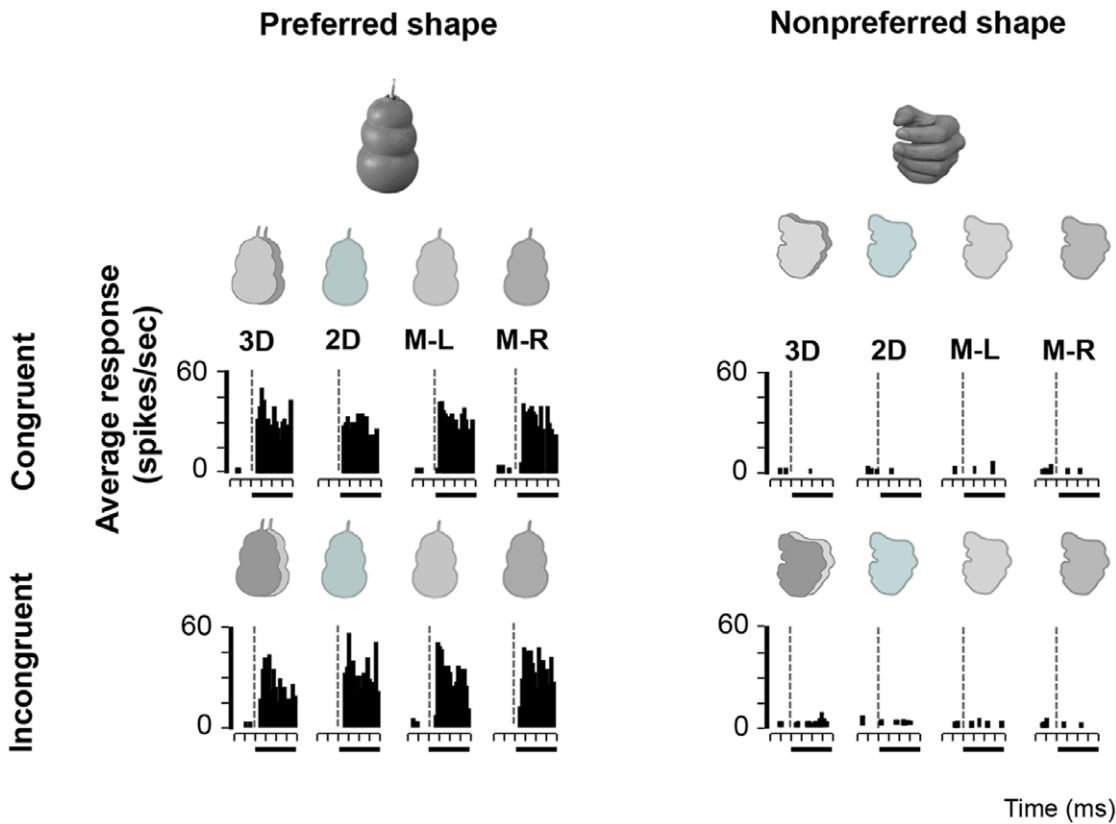 Preferred shape
Nonpreferred shape
Congruent
Average response
(spikes/sec)
3D 2D M-L M-R
60
0
3D 2D M-L M-R
60
0
Incongruent
60
0
60
0
Time (ms)